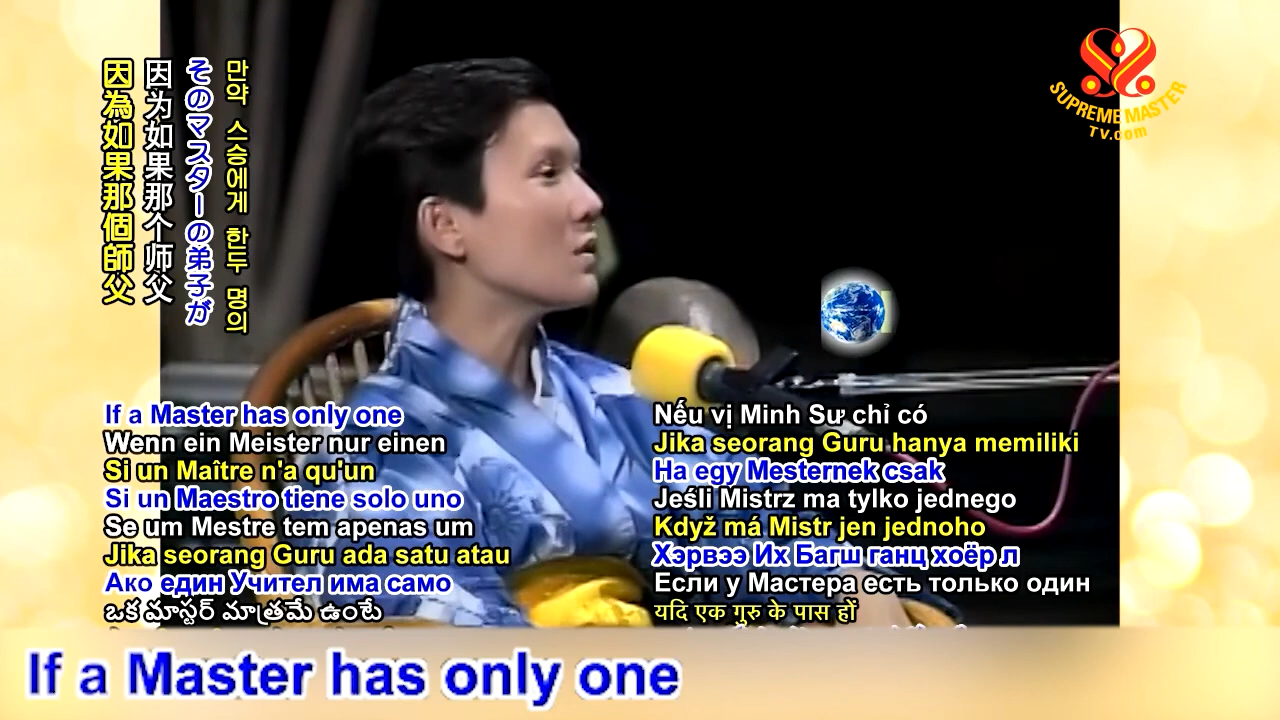 因為如果那個師父
因为如果那个师父
そのマスターの弟子が
만약 스승에게 한두 명의
SUPREME MASTER
TV.com
If a Master has only one
Wenn ein Meister nur einen
Si un Maître n'a qu'un
Si un Maestro tiene solo uno
Se um Mestre tem apenas um
Jika seorang Guru ada satu atau
Ако един Учител има само
ఒక మాస్టర్ మాత్రమే ఉంటే
Nếu vị Minh Sư chỉ có
Jika seorang Guru hanya memiliki
Ha egy Mesternek csak
Jeśli Mistrz ma tylko jednego
Když má Mistr jen jednoho
Хэрвээ Их Багш ганц хоёр л
Если у Мастера есть только один
यदि एक गुरु के पास हों
If a Master has only one